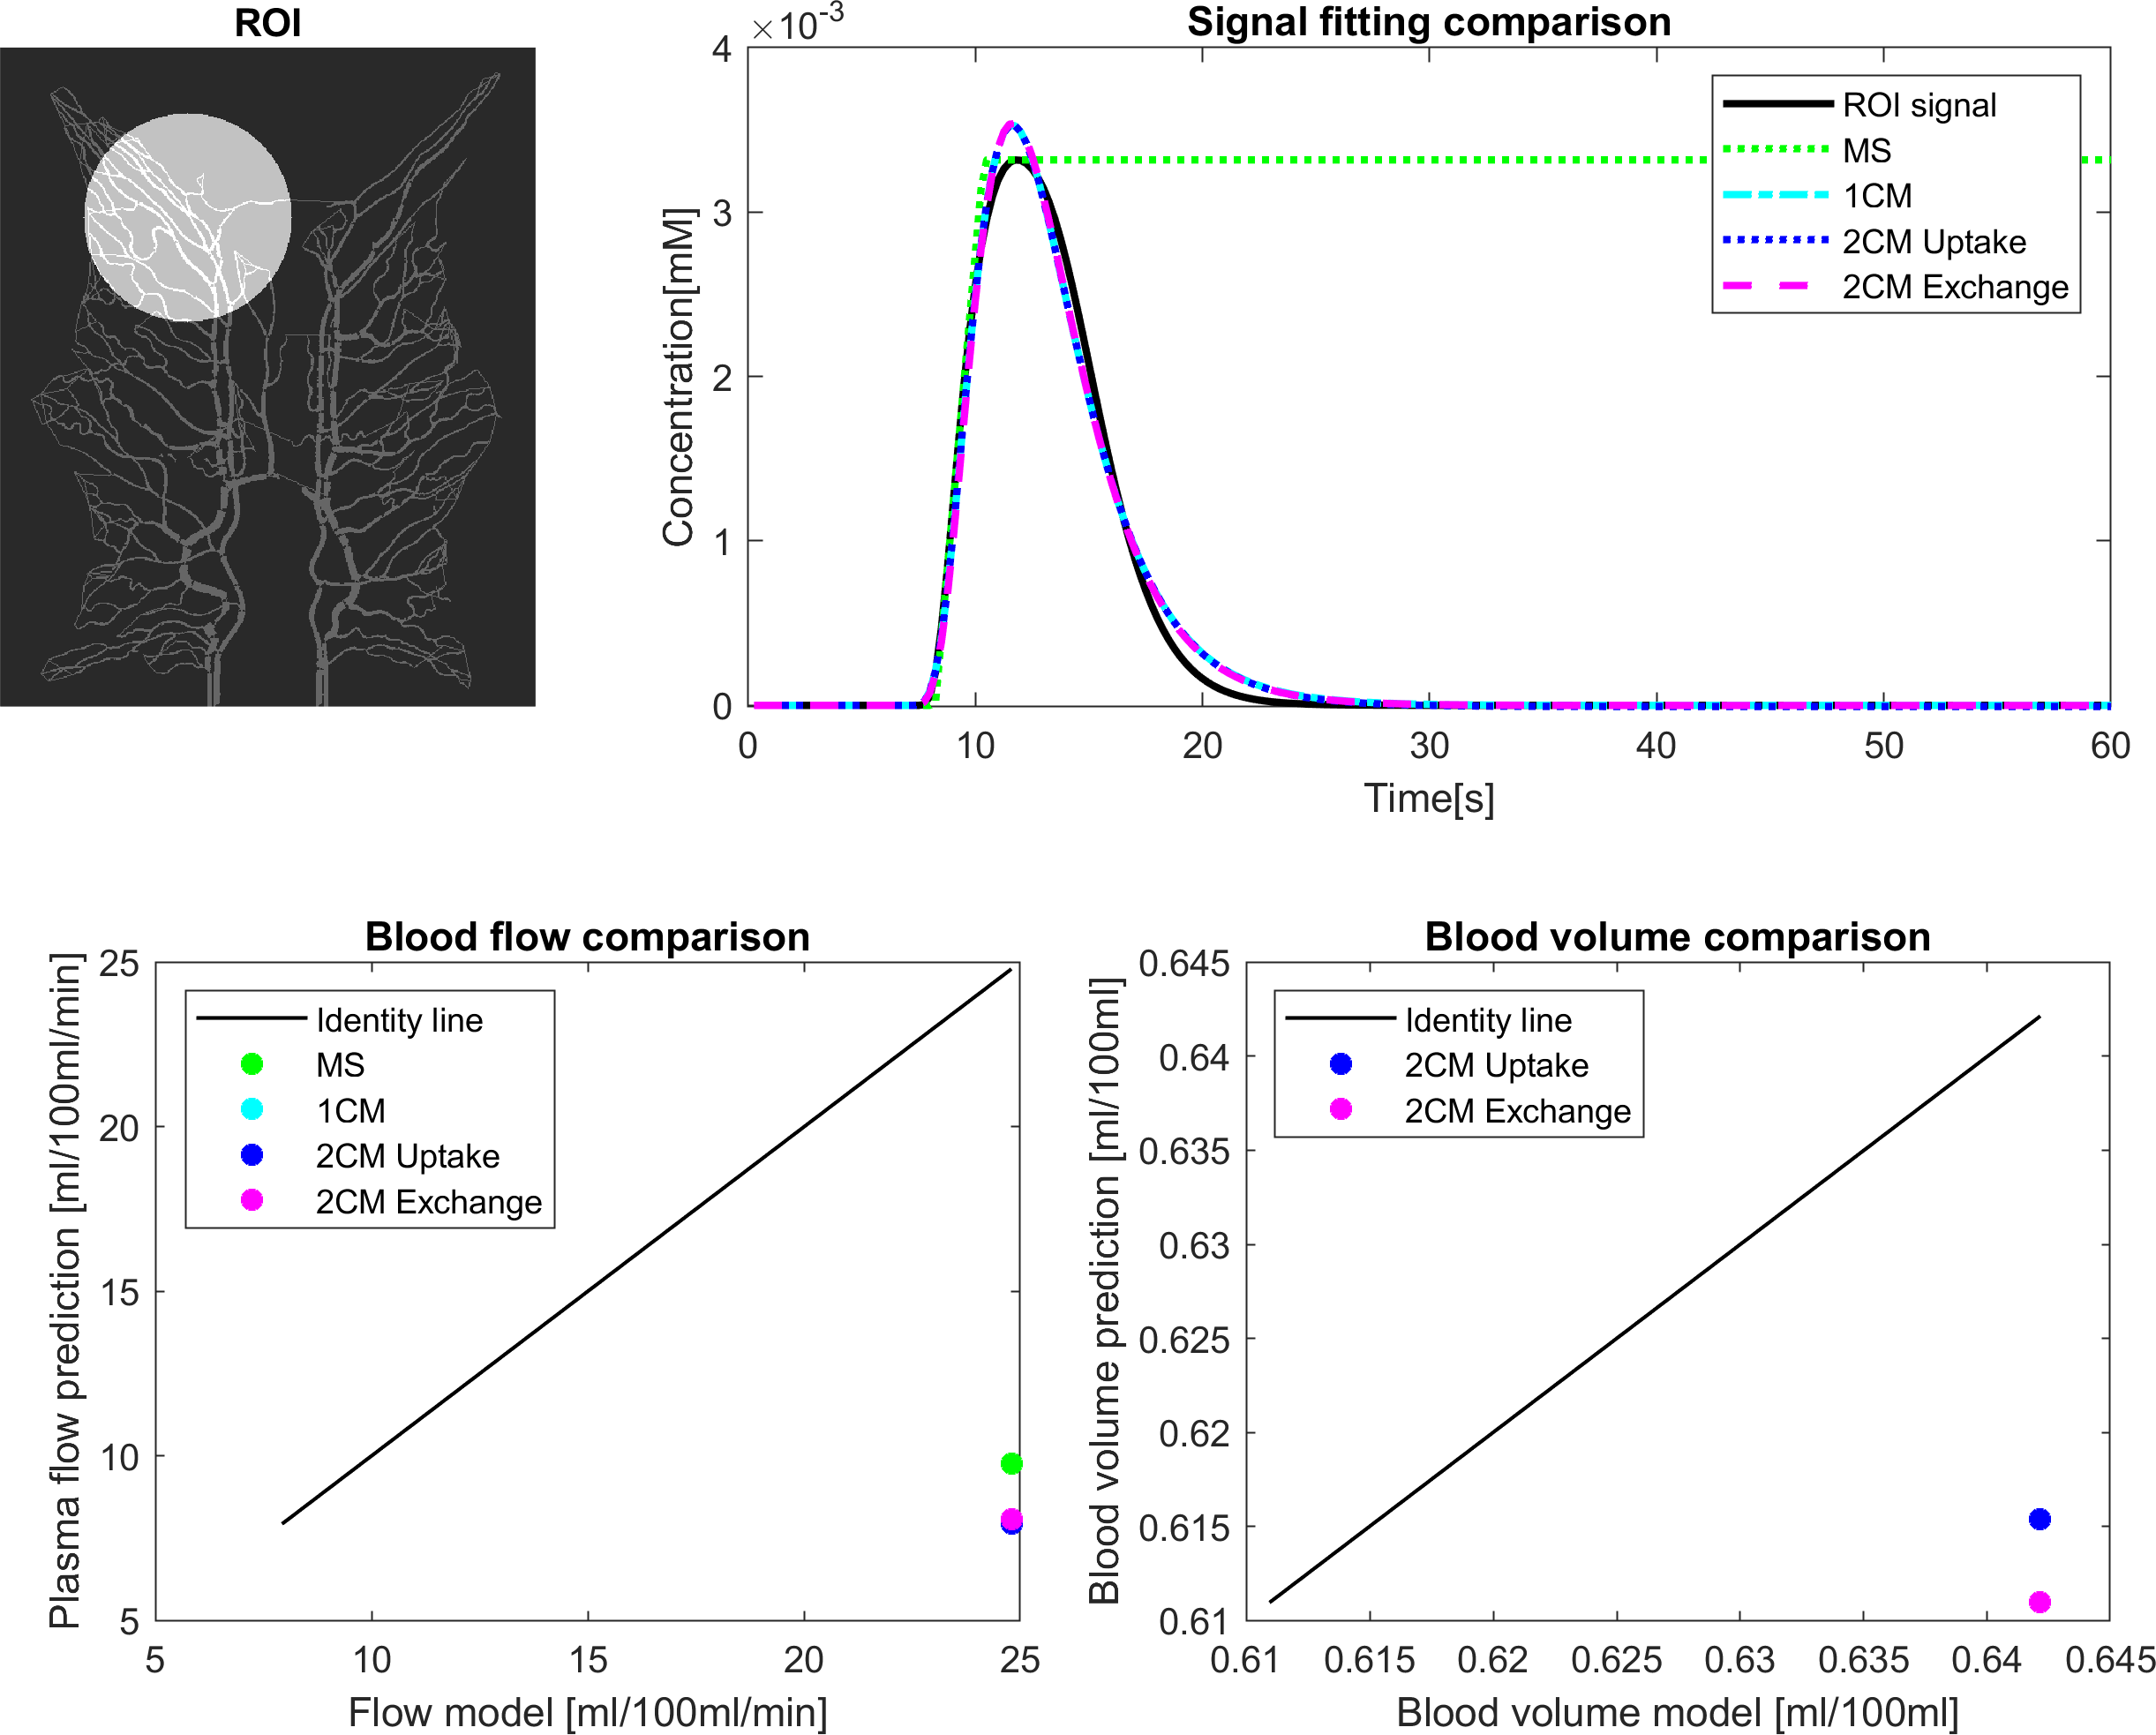 ROI
Signal fitting comparison
×10-3
Concentration[mM]
4
3
2
1
0
0 10 20 30 40 50 60
Time[s]
ROI signal
MS
1CM
2CM Uptake
2CM Exchange
Blood flow comparison
Plasma flow prediction [ml/100ml/min]
25
20
15
10
5
5 10 15 20 25
Flow model [ml/100ml/min]
Identity line
MS
1CM
2CM Uptake
2CM Exchange
Blood volume comparison
Blood volume prediction [ml/100ml]
0.645
0.64
0.635
0.63
0.625
0.62
0.615
0.61
0.61 0.615 0.62 0.625 0.63 0.635 0.64 0.645
Blood volume model [ml/100ml]
Identity line
2CM Uptake
2CM Exchange